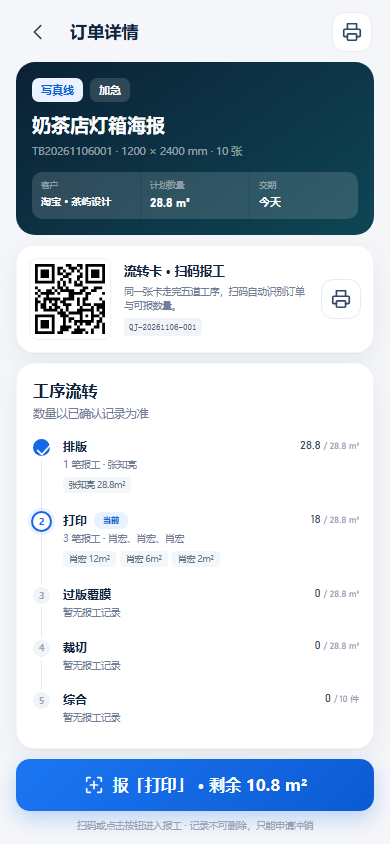 订单详情
写真线 加急
奶茶店灯箱海报
TB20261106001 · 1200 × 2400 mm · 10 张
客户 计划数量 交期
淘宝 • 茶屿设计 28.8 m² 今天
流转卡 • 扫码报工
同一张卡走完五道工序，扫码自动识别订单
与可报数量。
QJ-20261106-001
工序流转
数量以已确认记录为准
排版 28.8 / 28.8 m²
1 笔报工 · 张知亮
张知亮 28.8m²
2 打印 当前 18 / 28.8 m²
3 笔报工 · 肖宏、肖宏、肖宏
肖宏 12m² 肖宏 6m² 肖宏 2m²
3 过版覆膜 0 / 28.8 m²
暂无报工记录
4 裁切 0 / 28.8 m²
暂无报工记录
5 综合 0 / 10 件
暂无报工记录
报「打印」 • 剩余 10.8 m²
扫码或点击按钮进入报工 · 记录不可删除，只能申请冲销